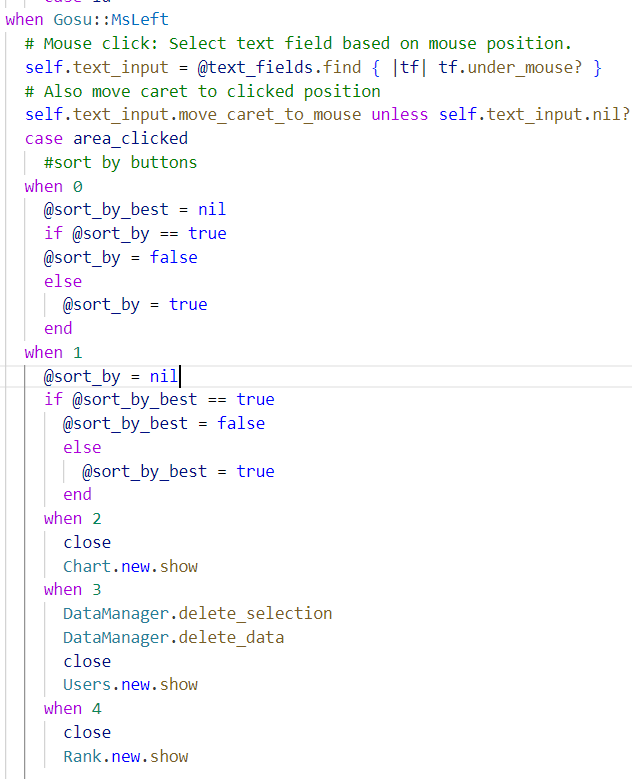 when Gosu::MsLeft
# Mouse click: Select text field based on mouse position.
self.text_input = @text_fields.find { |tf| tf.under_mouse? }
# Also move caret to clicked position
self.text_input.move_caret_to_mouse unless self.text_input.nil?
case area_clicked
#sort by buttons
when 0
@sort_by_best = nil
if @sort_by == true
@sort_by = false
else
@sort_by = true
end
when 1
@sort_by = nil
if @sort_by_best == true
@sort_by_best = false
else
@sort_by_best = true
end
when 2
close
Chart.new.show
when 3
DataManager.delete_selection
DataManager.delete_data
close
Users.new.show
when 4
close
Rank.new.show